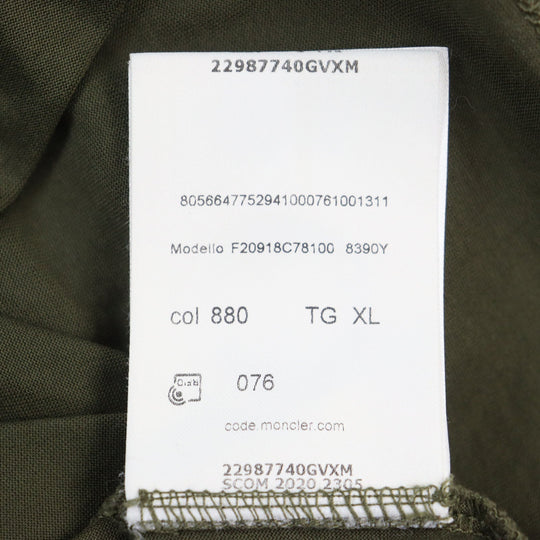 22987740GVXM
8056647752941000761001311
Modello F20918C78100 8390Y
col 880 TG XL
076
code.moncler.com
22987740GVXM
SCOM 2020 2305